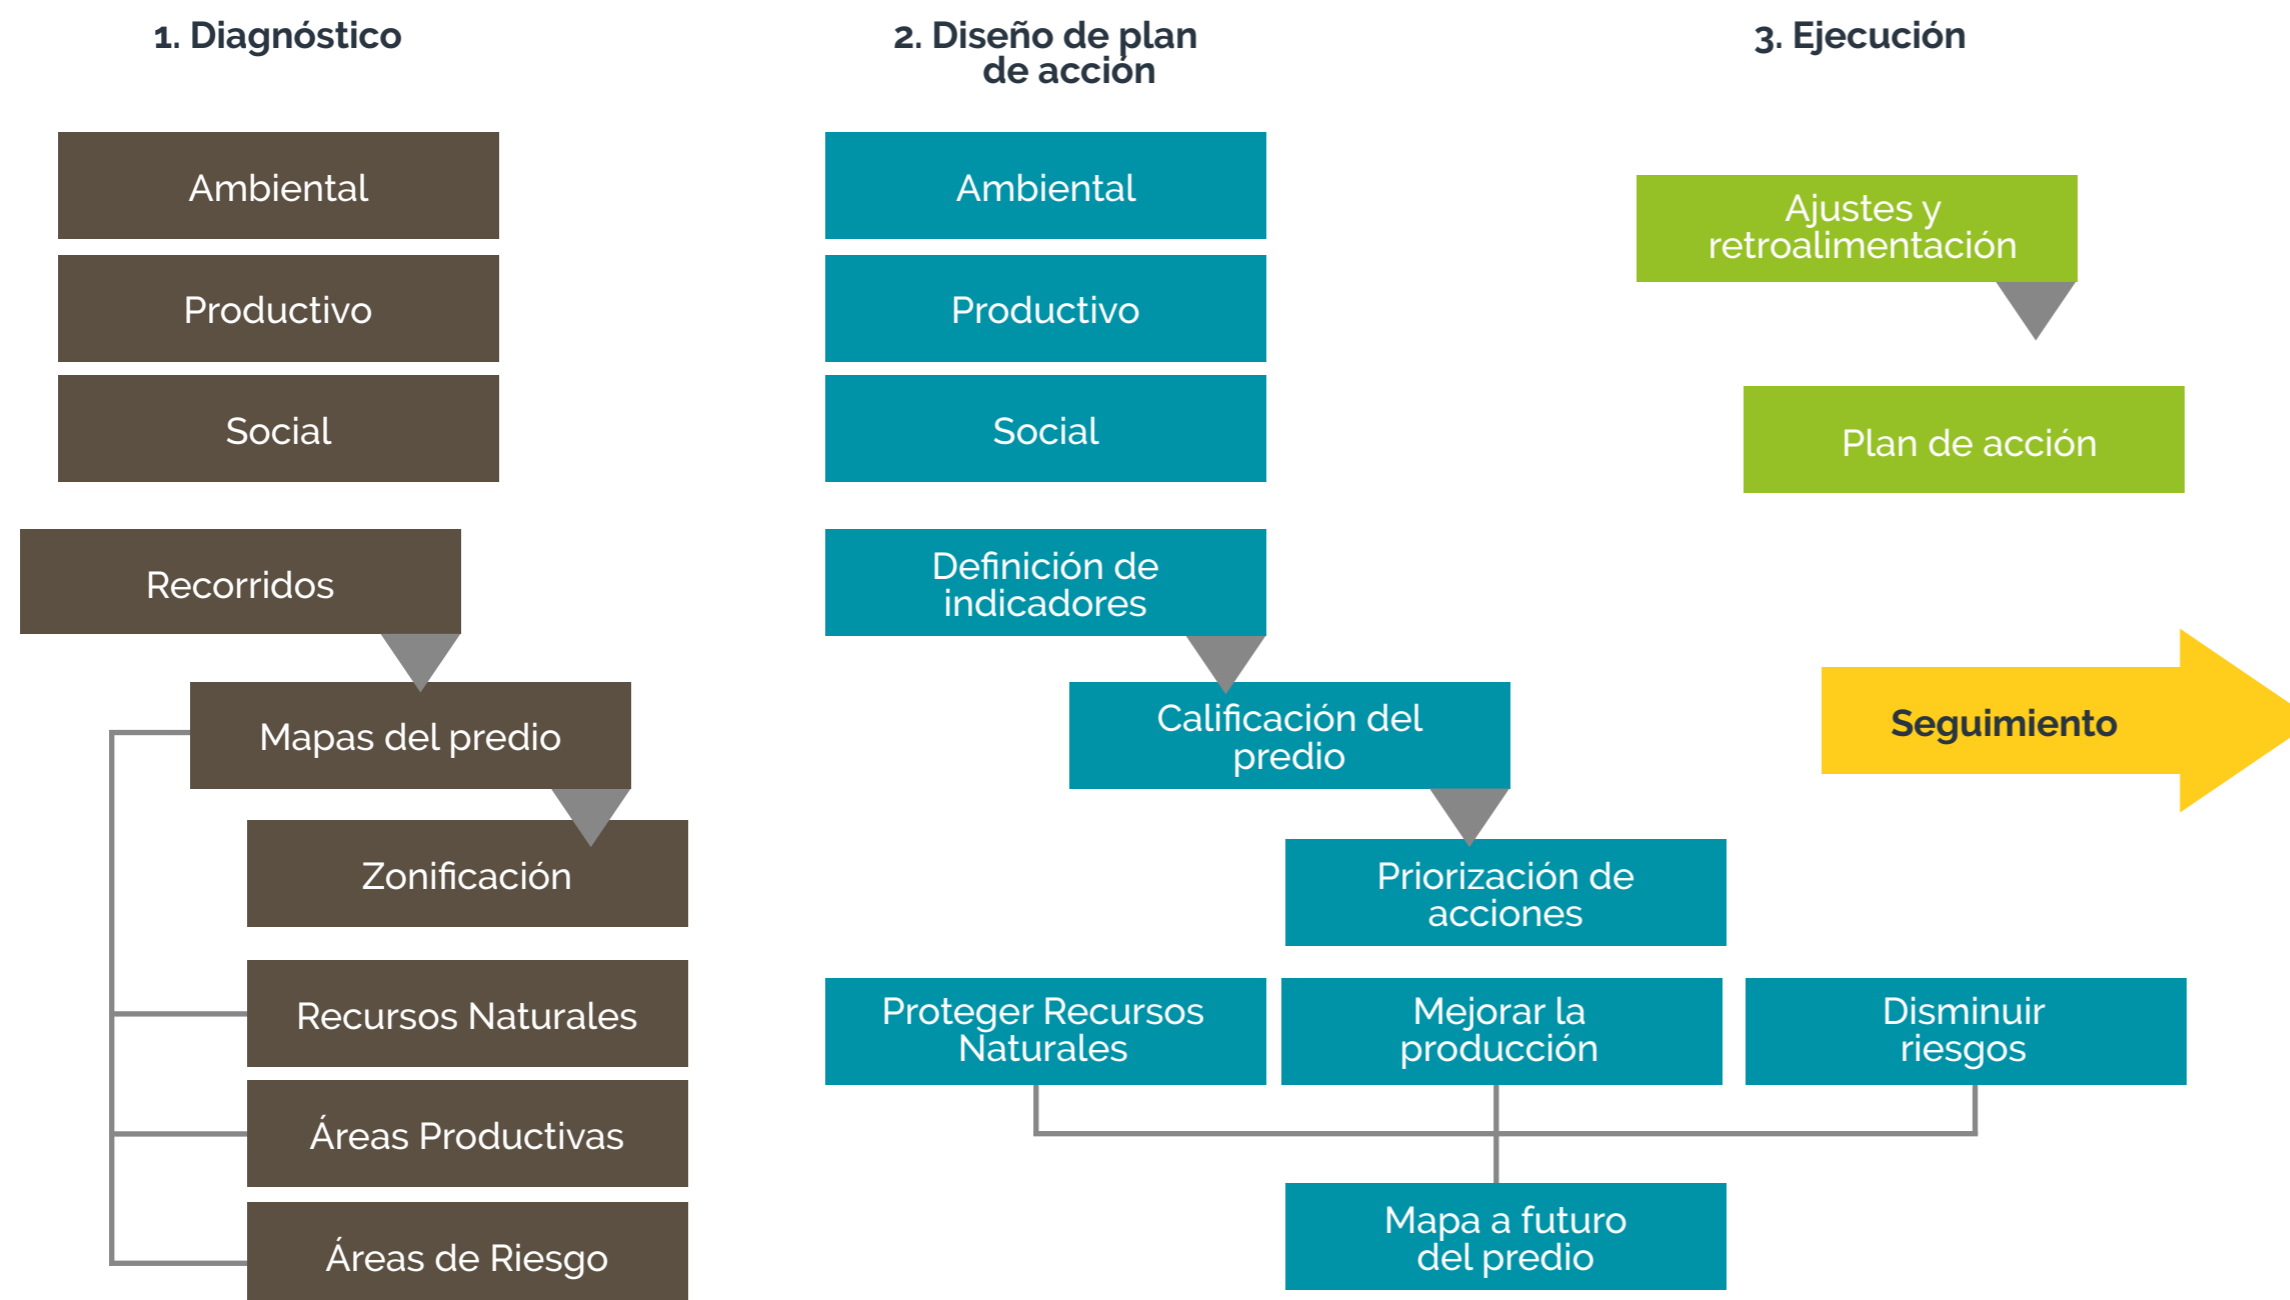 1. Diagnóstico
Ambiental
Productivo
Social
Recorridos
Mapas del predio
Zonificación
Recursos Naturales
Áreas Productivas
Áreas de Riesgo
2. Diseño de plan
de acción
Ambiental
Productivo
Social
Definición de
indicadores
Calificación del
predio
Priorización de
acciones
Proteger Recursos
Naturales
Mejorar la
producción
Disminuir
riesgos
Mapa a futuro
del predio
3. Ejecución
Ajustes y
retroalimentación
Plan de acción
Seguimiento